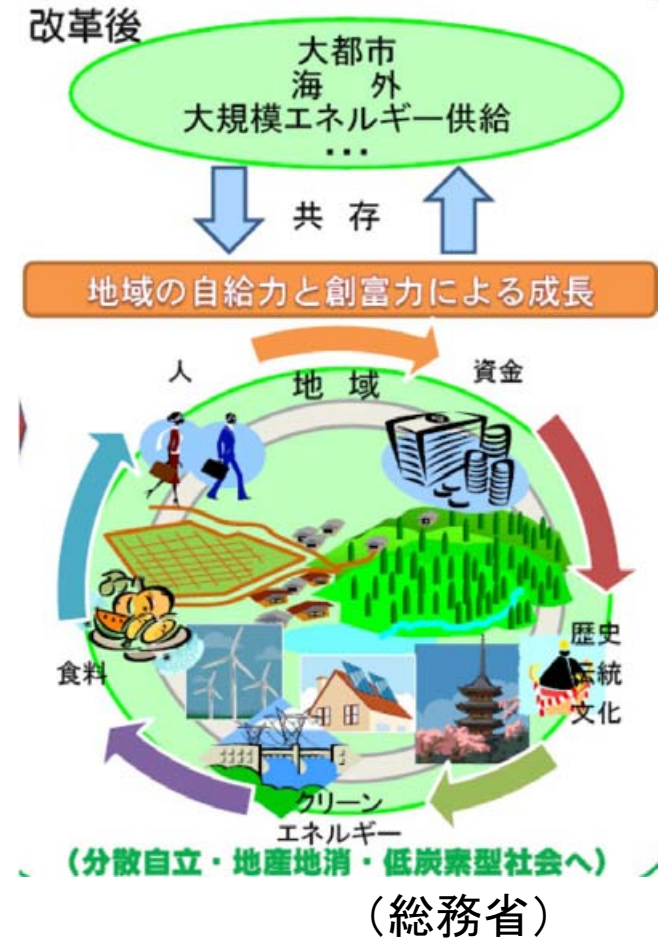 改革後
大都市
海 外
大規模エネルギー供給
・・・
共 存
地域の自給力と創富力による成長
人
地 域
資金
歴史
伝統
文化
食料
クリーン
エネルギー
(分散自立・地産地消・低炭素型社会へ)
(総務省)